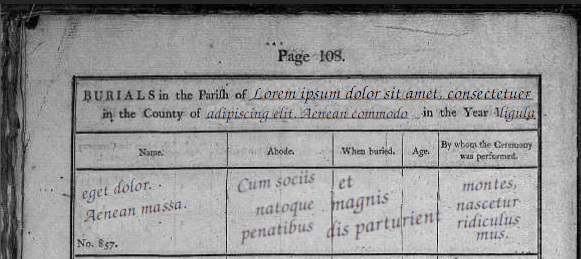 Page 108.
BURIALS in the Pariſh of Lorem ipsum dolor sit amet, consectetuer
in the County of adipiscing elit. Aenean commodo in the Year ligula
Name.
Abode.
When buried.
Age.
By whom the Ceremony
was performed.
eget dolor.
Aenean massa.
No. 857.
Cum sociis
natoque
penatibus
et
magnis
dis parturient
montes,
nascetur
ridiculus
mus.